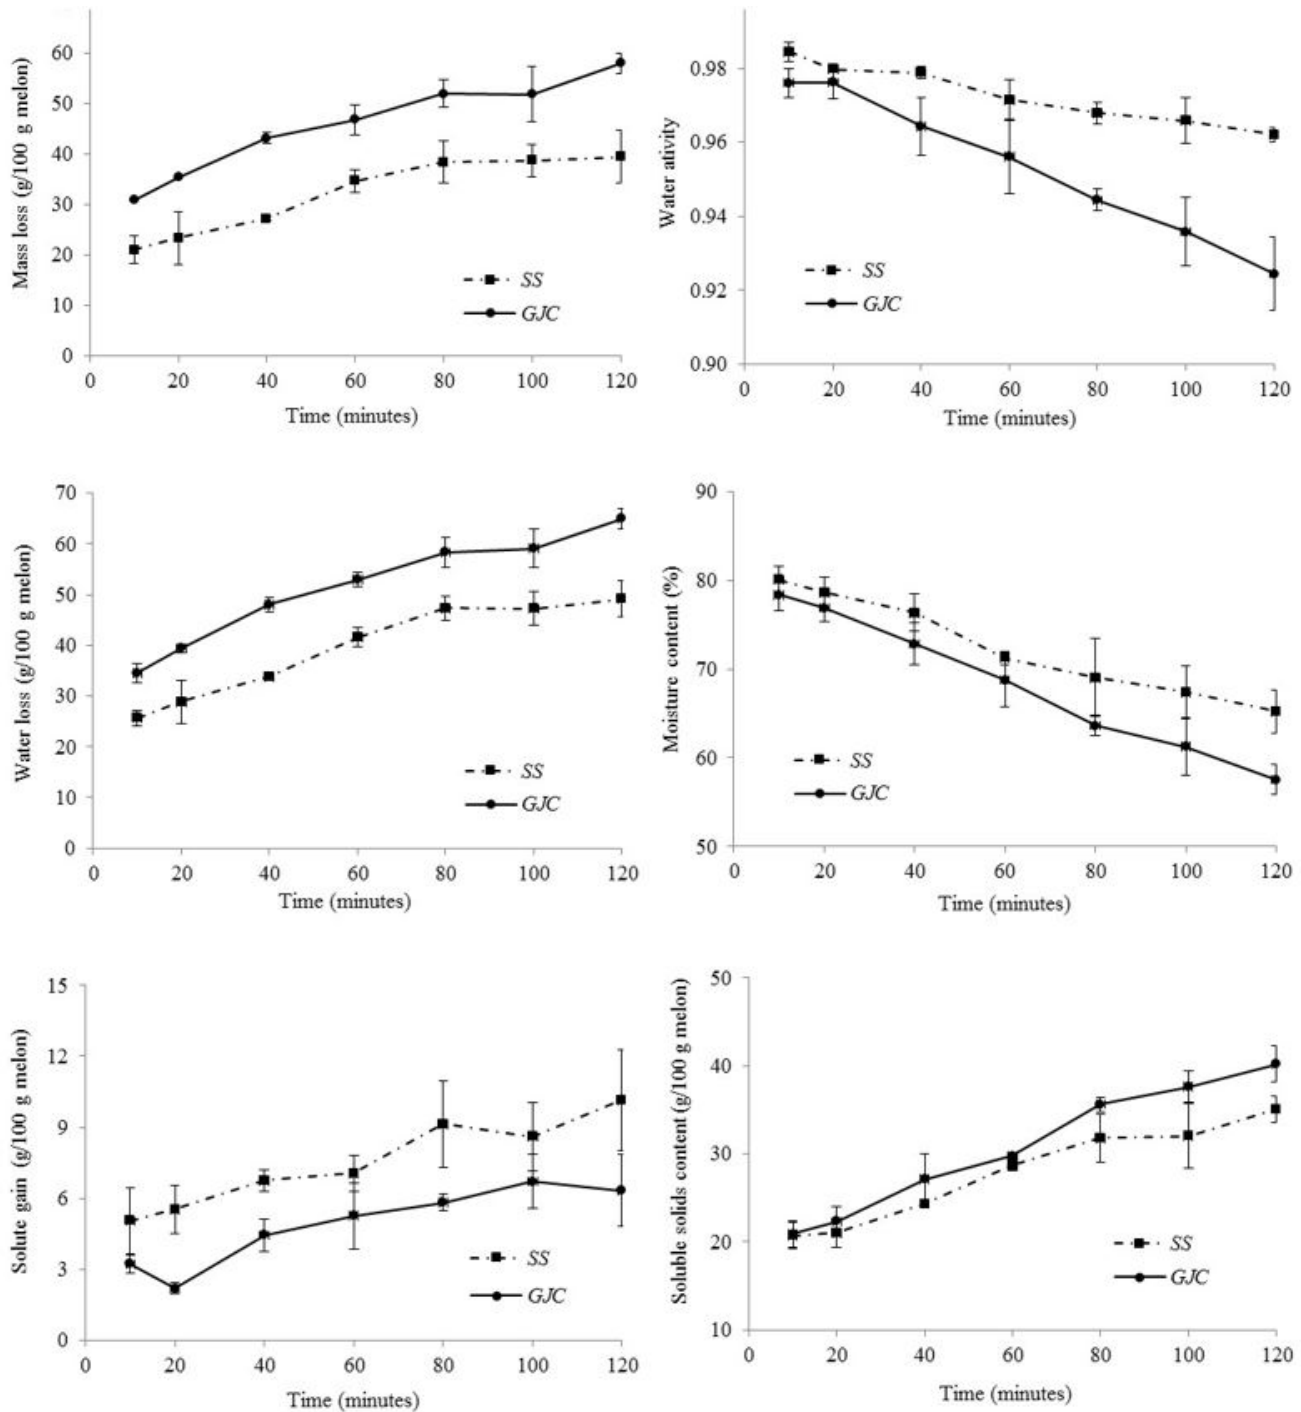 Mass loss (g/100 g melon)
60
50
40
30
20
10
0
SS
GJC
0 20 40 60 80 100 120
Time (minutes)
Water ativity
0.98
0.96
0.94
0.92
0.90
SS
GJC
0 20 40 60 80 100 120
Time (minutes)
Water loss (g/100 g melon)
70
60
50
40
30
20
10
0
SS
GJC
0 20 40 60 80 100 120
Time (minutes)
Moisture content (%)
90
80
70
60
50
SS
GJC
0 20 40 60 80 100 120
Time (minutes)
Solute gain (g/100 g melon)
15
12
9
6
3
0
SS
GJC
0 20 40 60 80 100 120
Time (minutes)
Soluble solids content (g/100 g melon)
50
40
30
20
10
SS
GJC
0 20 40 60 80 100 120
Time (minutes)